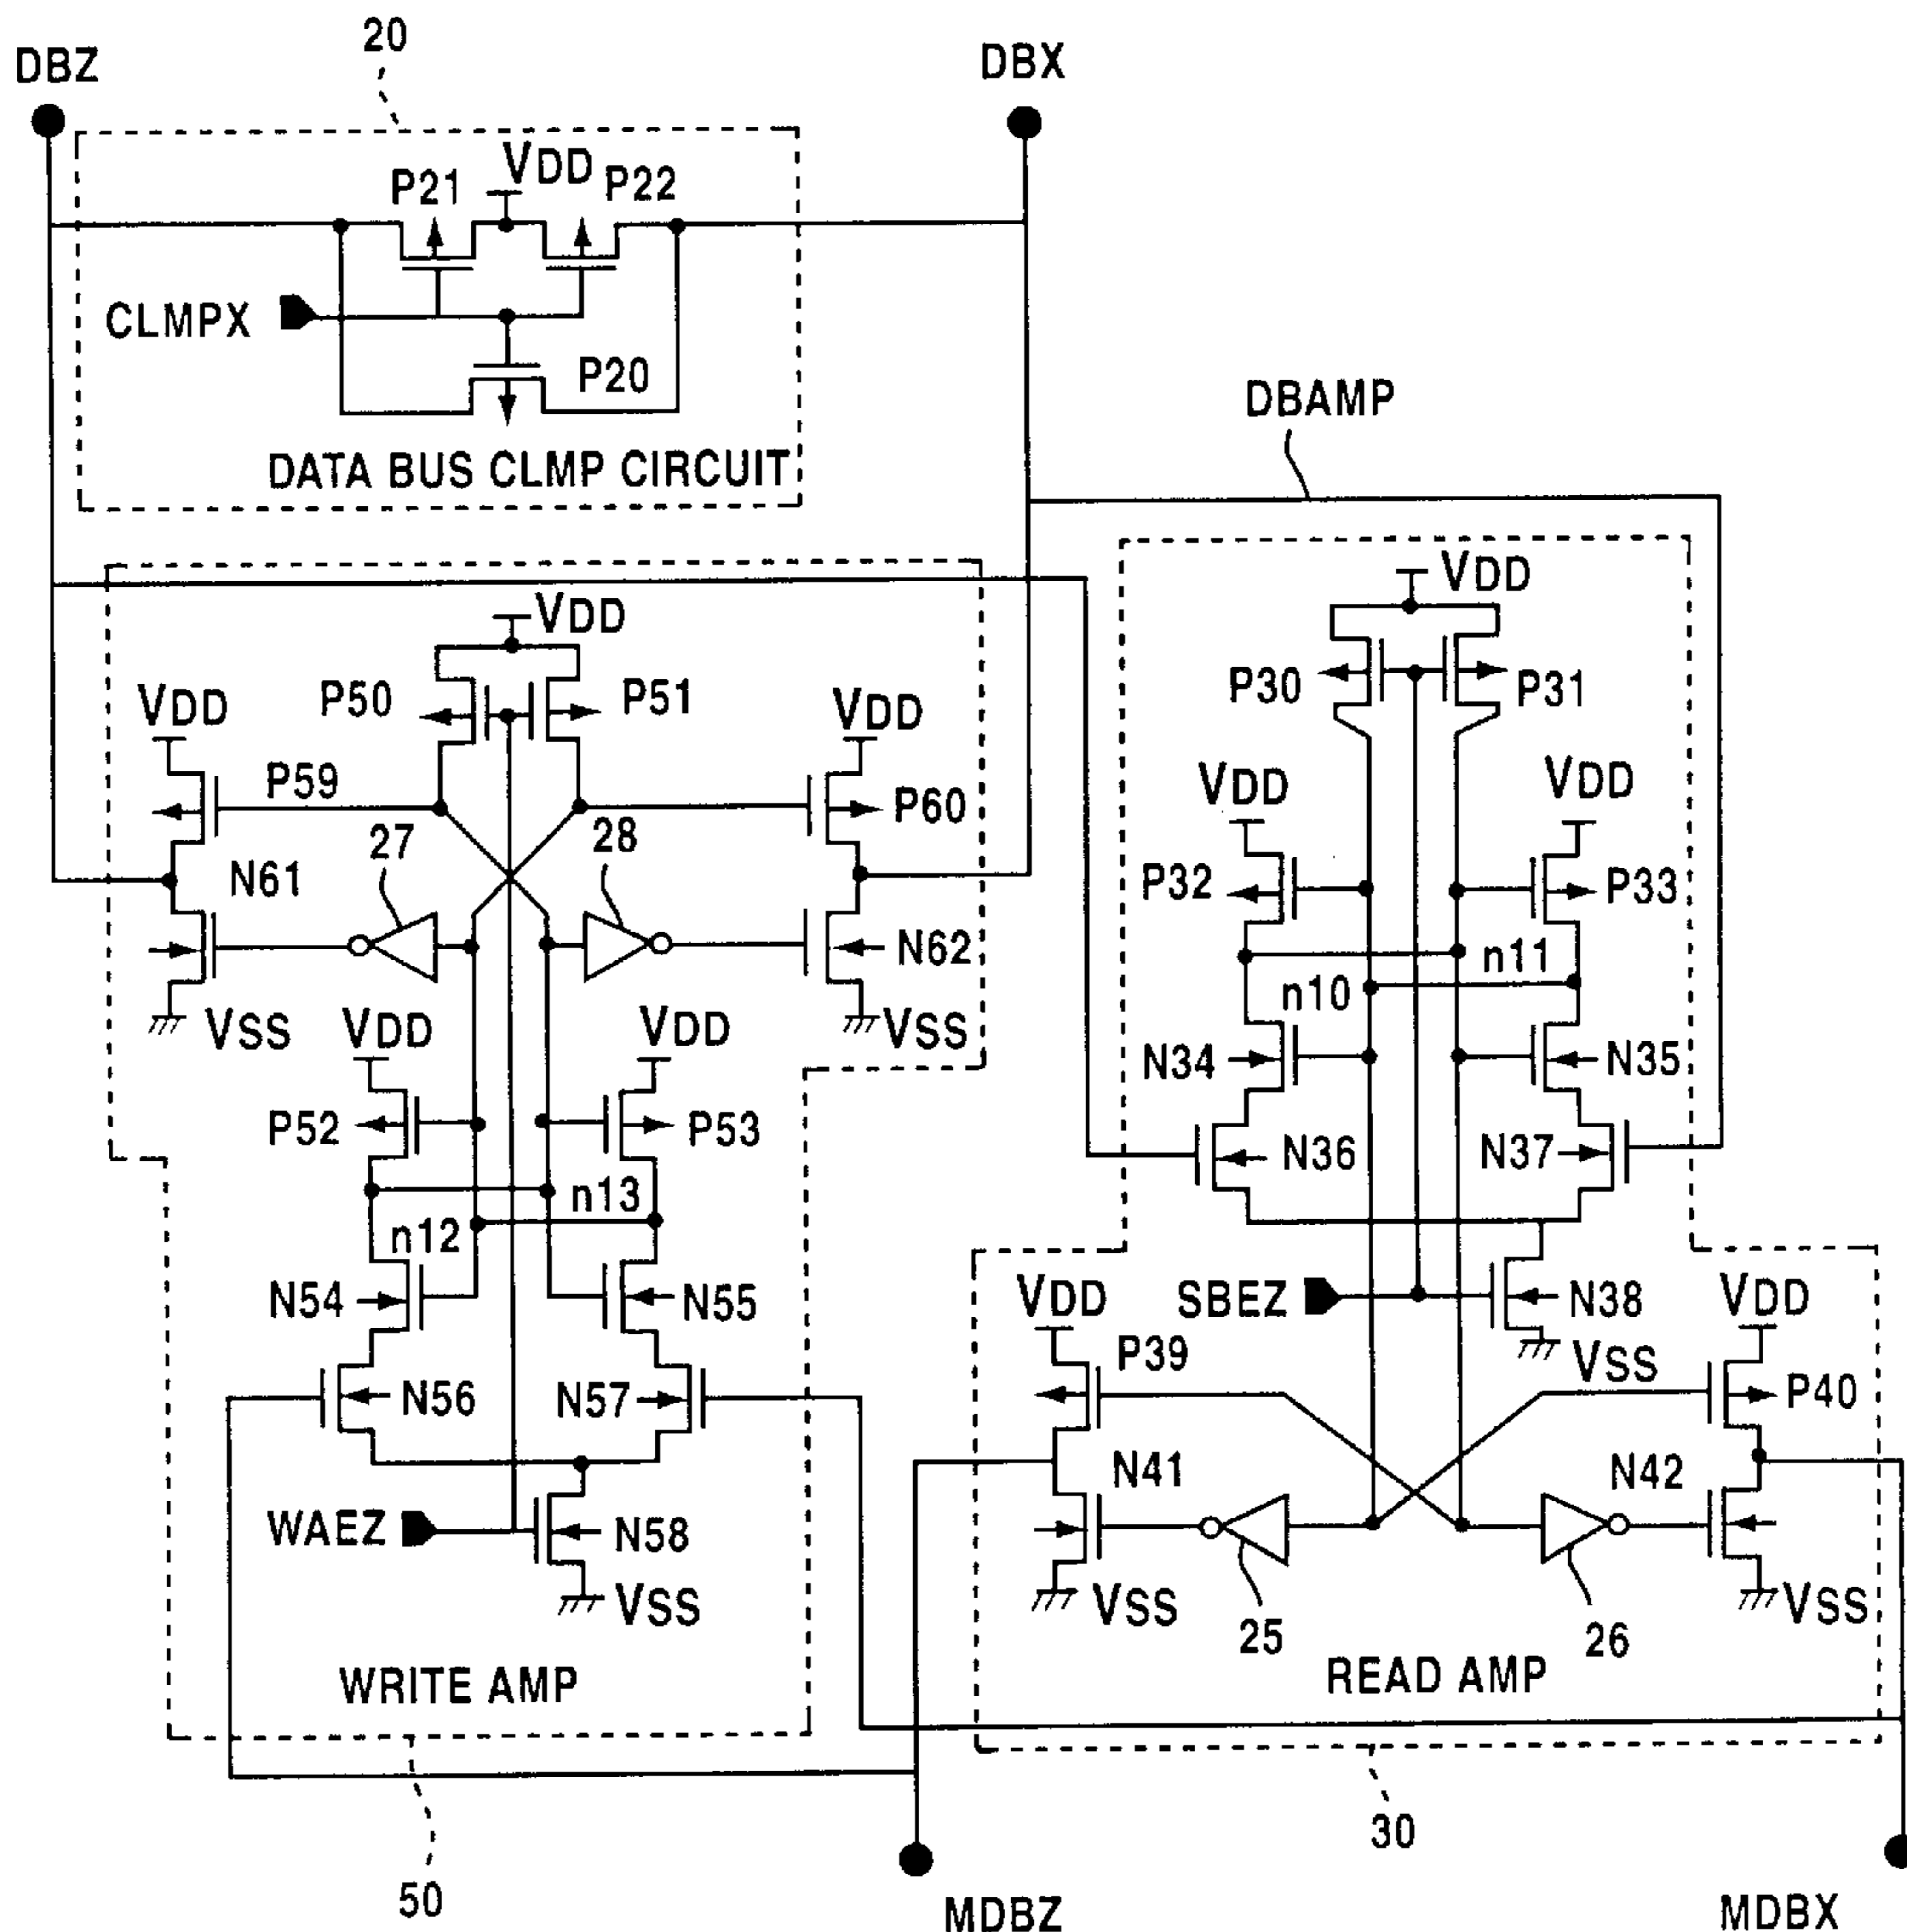 20
DBZ
DBX
VDD
P21
P22
CLMPX
P20
DATA BUS CLMP CIRCUIT
DBAMP
VDD
VDD
P50
P51
P30
P31
VDD
VDD
P59
P60
27
28
VDD
VDD
N61
P32
P33
N62
n11
n10
VSS
VSS
VDD
VDD
N34
N35
P52
P53
N36
N37
n13
n12
N54
N55
SBEZ
N38
VDD
VDD
VSS
P39
P40
N56
N57
N41
N42
WAEZ
N58
VSS
VSS
VSS
25
26
WRITE AMP
READ AMP
30
50
MDBZ
MDBX